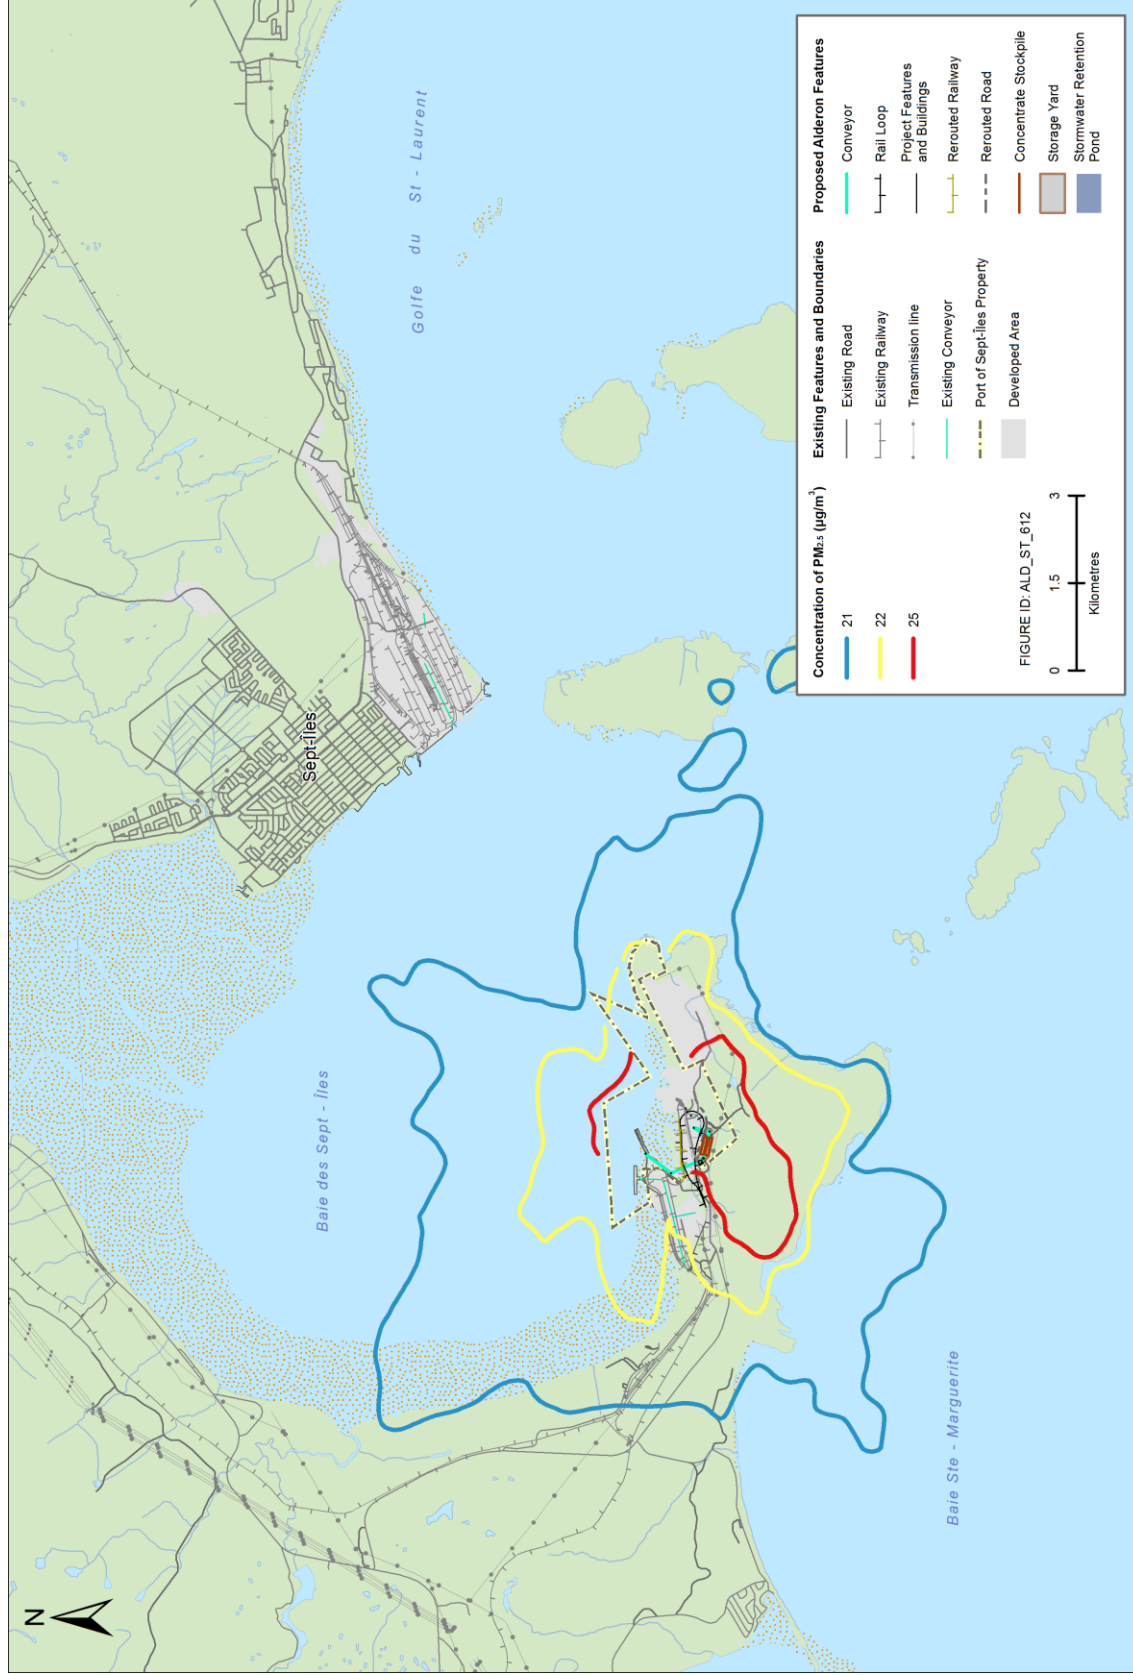 N
Sept-Îles
Golfe du St - Laurent
Baie des Sept - Îles
Baie Ste - Marguerite
Concentration of PM2.5 (µg/m³)
21
22
25
FIGURE ID: ALD_ST_612
0 1.5 3
Kilometres
Existing Features and Boundaries
Existing Road
Existing Railway
Transmission line
Existing Conveyor
Port of Sept-Îles Property
Developed Area
Proposed Alderon Features
Conveyor
Rail Loop
Project Features
and Buildings
Rerouted Railway
Rerouted Road
Concentrate Stockpile
Storage Yard
Stormwater Retention
Pond